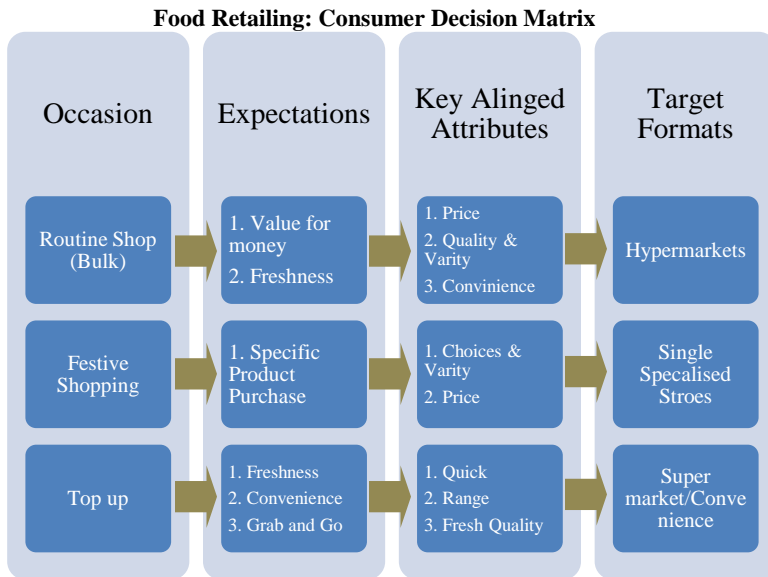 Food Retailing: Consumer Decision Matrix
Occasion
Expectations
Key Alinged
Attributes
Target
Formats
Routine Shop
(Bulk)
1. Value for
money
2. Freshness
1. Price
2. Quality &
Varity
3. Convinience
Hypermarkets
Festive
Shopping
1. Specific
Product
Purchase
1. Choices &
Varity
2. Price
Single
Specalised
Stroes
Top up
1. Freshness
2. Convenience
3. Grab and Go
1. Quick
2. Range
3. Fresh Quality
Super
market/Conve
nience